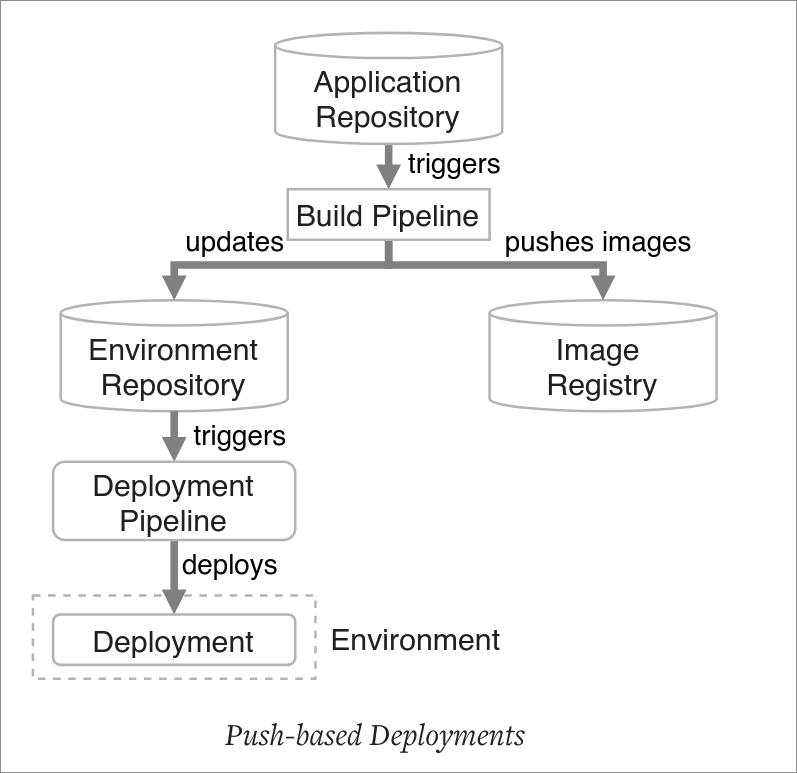 Application
Repository
triggers
Build Pipeline
updates
pushes images
Environment
Repository
Image
Registry
triggers
Deployment
Pipeline
deploys
Deployment
Environment
Push-based Deployments